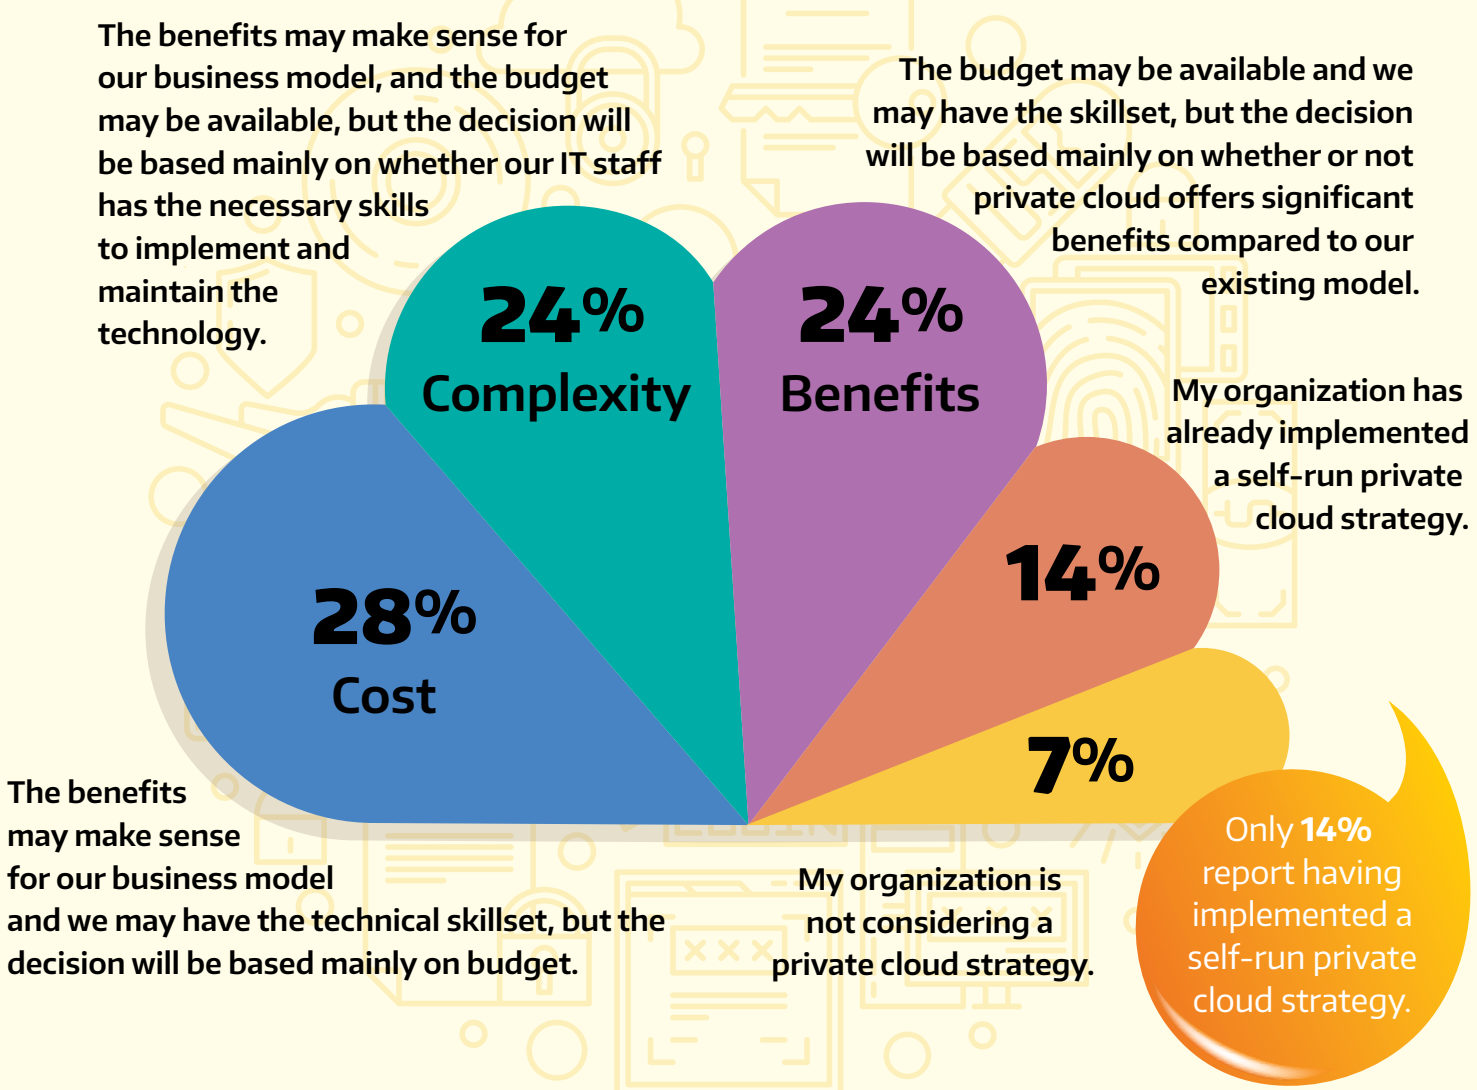 The benefits may make sense for
our business model, and the budget
may be available, but the decision will
be based mainly on whether our IT staff
has the necessary skills
to implement and
maintain the
technology.
The budget may be available and we
may have the skillset, but the decision
will be based mainly on whether or not
private cloud offers significant
benefits compared to our
existing model.
24%
Complexity
24%
Benefits
My organization has
already implemented
a self-run private
cloud strategy.
14%
28%
Cost
7%
The benefits
may make sense
for our business model
and we may have the technical skillset, but the
decision will be based mainly on budget.
My organization is
not considering a
private cloud strategy.
Only 14%
report having
implemented a
self-run private
cloud strategy.